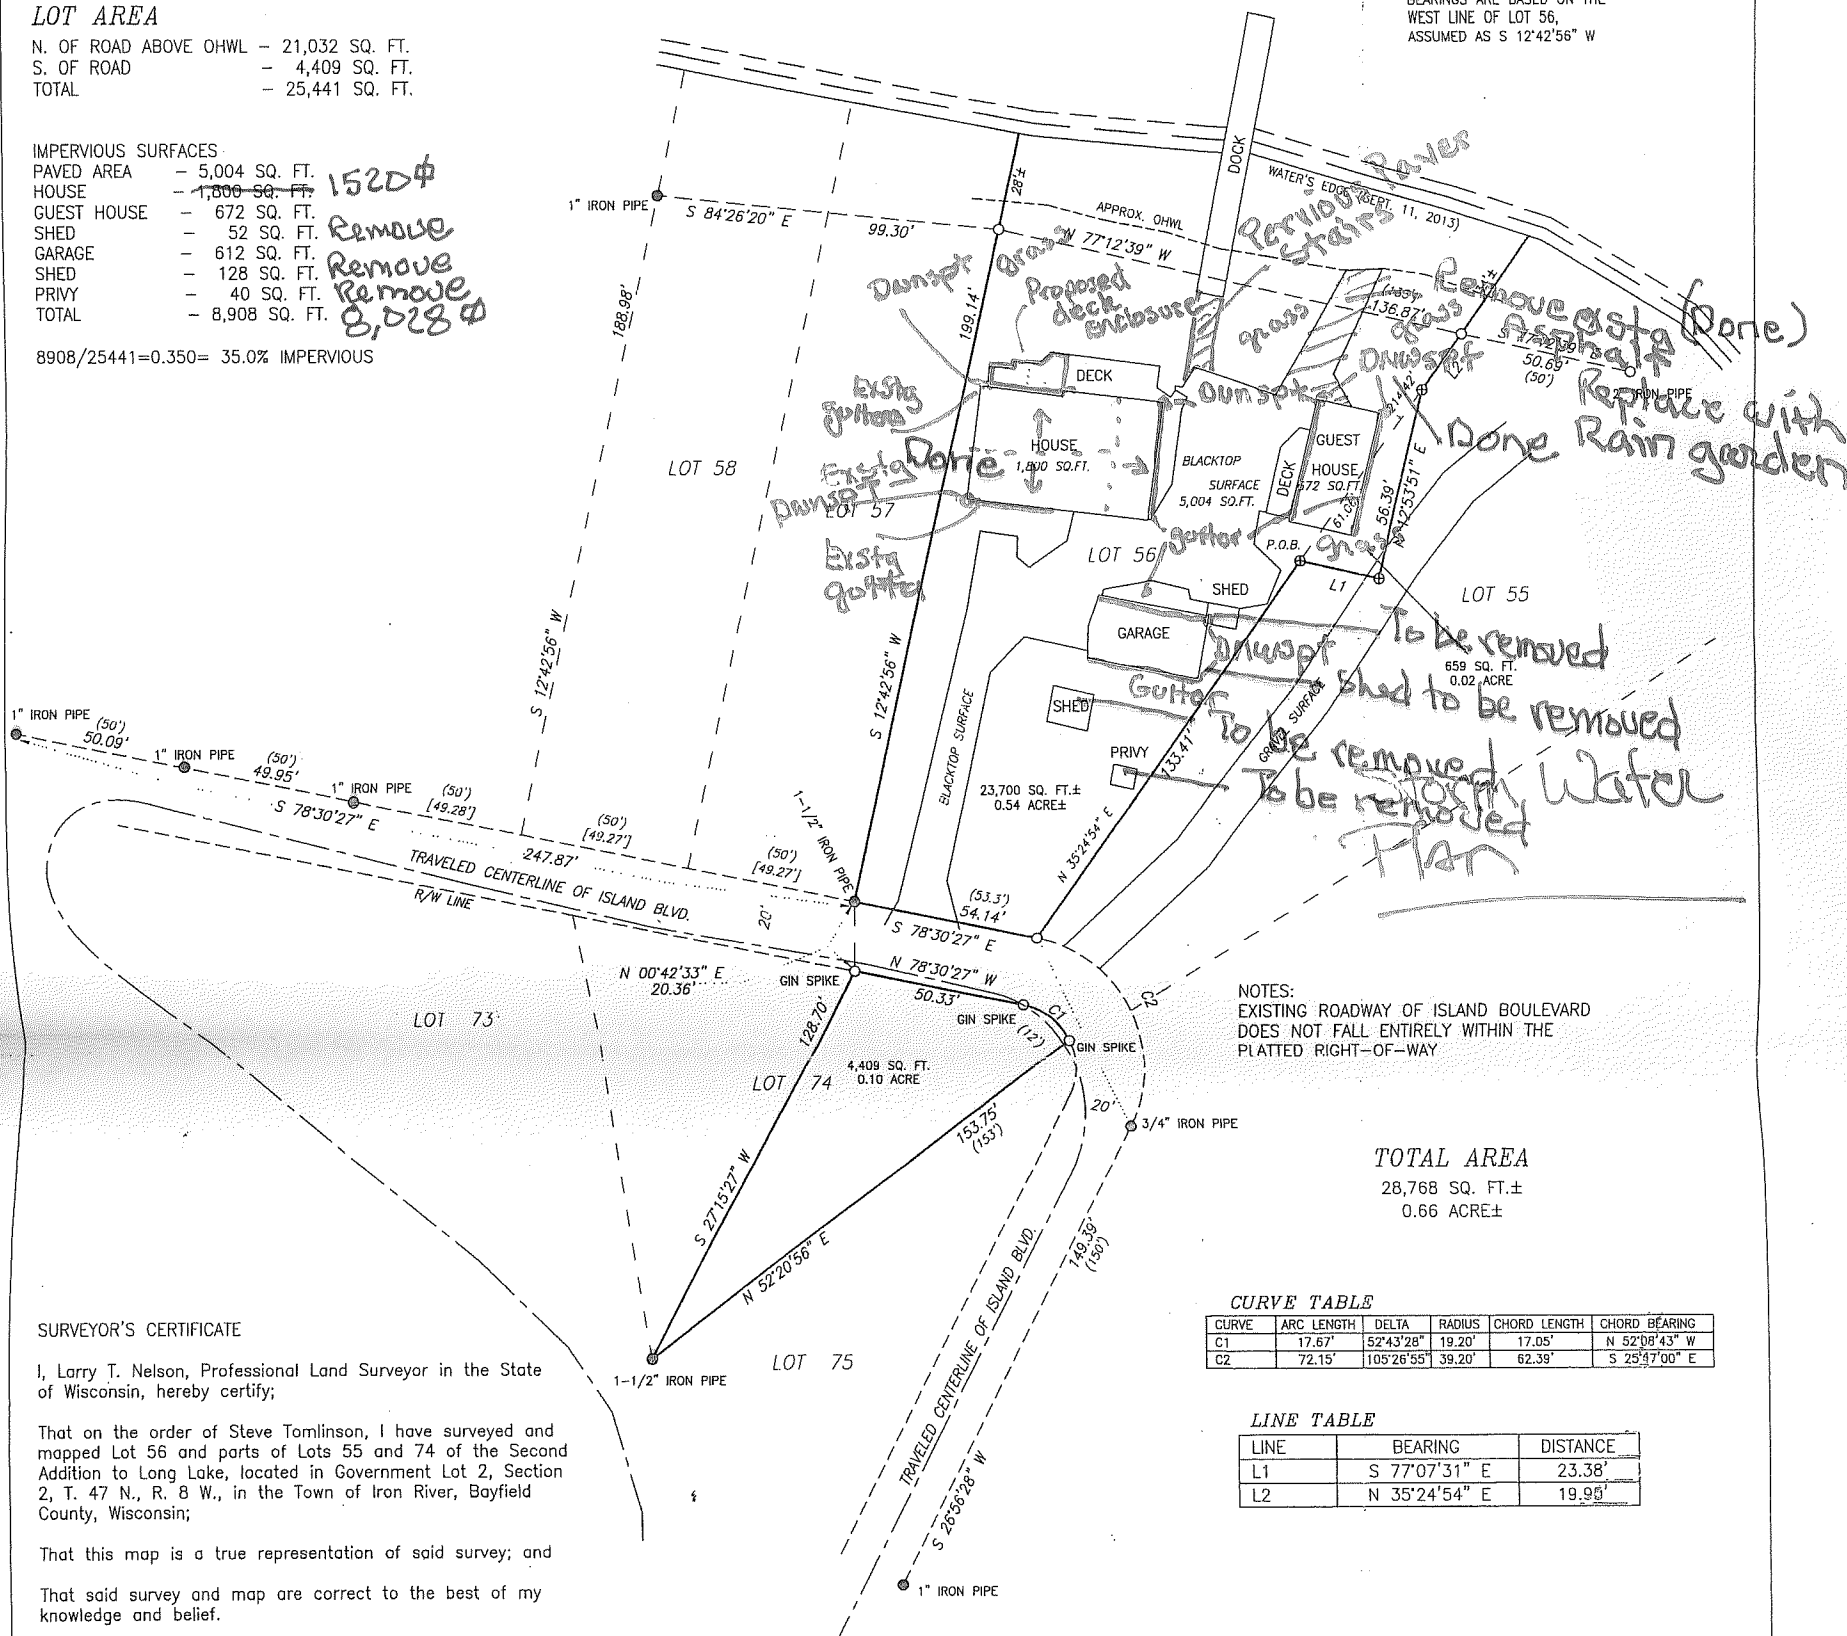 LOT AREA
N. OF ROAD ABOVE OHWL - 21,032 SQ. FT.
S. OF ROAD - 4,409 SQ. FT.
TOTAL - 25,441 SQ. FT.
BEARINGS ARE BASED ON THE
WEST LINE OF LOT 56,
ASSUMED AS S 12°42'56" W
IMPERVIOUS SURFACES
PAVED AREA - 5,004 SQ. FT.
HOUSE - 1,800 SQ. FT. 1520
GUEST HOUSE - 672 SQ. FT.
SHED - 52 SQ. FT. Remove
GARAGE - 612 SQ. FT.
SHED - 128 SQ. FT. Remove
PRIVY - 40 SQ. FT. Remove
TOTAL - 8,908 SQ. FT. 8,028
8908/25441=0.350= 35.0% IMPERVIOUS
DOCK
WATER'S EDGE (SEPT. 11, 2013)
Pervious Pavers
Stairs
APPROX. OHWL
28'±
1" IRON PIPE
S 84°26'20" E
99.30'
N 77°12'39" W
136.87'
S 77°12'39" E
50.69'
(50')
2" IRON PIPE
Downspt
grass
Proposed
deck
Enclosure
grass
grass
Remove exstg (Done)
Asphalt
Replace with
Done Rain garden
188.98'
199.14'
DECK
Exstg
gutters
HOUSE
1,800 SQ.FT.
Done
Exstg
Downspt
Exstg
gutter
Dunspt
Dnwspt
BLACKTOP
SURFACE
5,004 SQ.FT.
DECK
GUEST
HOUSE
672 SQ.FT.
L2
56.39'
N 12°53'51" E
P.O.B.
grass
L1
gutter
LOT 58
LOT 57
LOT 56
LOT 55
SHED
GARAGE
Dnwspt
Gutter
To be removed
659 SQ. FT.
0.02 ACRE
Shed to be removed
SHED
To be removed
PRIVY
To be removed
GRAVEL SURFACE
Storm Water
Plan
S 12°42'56" W
S 12°42'56" W
BLACKTOP SURFACE
23,700 SQ. FT.±
0.54 ACRE±
133.41'
N 35°24'54" E
1" IRON PIPE
(50')
50.09'
1" IRON PIPE
(50')
49.95'
1" IRON PIPE
(50')
[49.28']
(50')
[49.27']
(50')
[49.27']
S 78°30'27" E
247.87'
1-1/2" IRON PIPE
TRAVELED CENTERLINE OF ISLAND BLVD.
R/W LINE
20'
(53.3')
54.14'
S 78°30'27" E
N 78°30'27" W
50.33'
N 00°42'33" E
20.36'
GIN SPIKE
GIN SPIKE
C1
(12')
GIN SPIKE
C2
LOT 73
128.70'
LOT 74
4,409 SQ. FT.
0.10 ACRE
153.75'
(153')
20'
3/4" IRON PIPE
NOTES:
EXISTING ROADWAY OF ISLAND BOULEVARD
DOES NOT FALL ENTIRELY WITHIN THE
PLATTED RIGHT-OF-WAY
TOTAL AREA
28,768 SQ. FT.±
0.66 ACRE±
S 27°15'27" W
N 52°20'56" E
149.39'
(150')
TRAVELED CENTERLINE OF ISLAND BLVD.
S 26°56'28" W
1-1/2" IRON PIPE
LOT 75
1" IRON PIPE
CURVE TABLE
CURVE ARC LENGTH DELTA RADIUS CHORD LENGTH CHORD BEARING
C1 17.67' 52°43'28" 19.20' 17.05' N 52°08'43" W
C2 72.15' 105°26'55" 39.20' 62.39' S 25°47'00" E
LINE TABLE
LINE BEARING DISTANCE
L1 S 77°07'31" E 23.38'
L2 N 35°24'54" E 19.90'
SURVEYOR'S CERTIFICATE
I, Larry T. Nelson, Professional Land Surveyor in the State
of Wisconsin, hereby certify;
That on the order of Steve Tomlinson, I have surveyed and
mapped Lot 56 and parts of Lots 55 and 74 of the Second
Addition to Long Lake, located in Government Lot 2, Section
2, T. 47 N., R. 8 W., in the Town of Iron River, Bayfield
County, Wisconsin;
That this map is a true representation of said survey; and
That said survey and map are correct to the best of my
knowledge and belief.